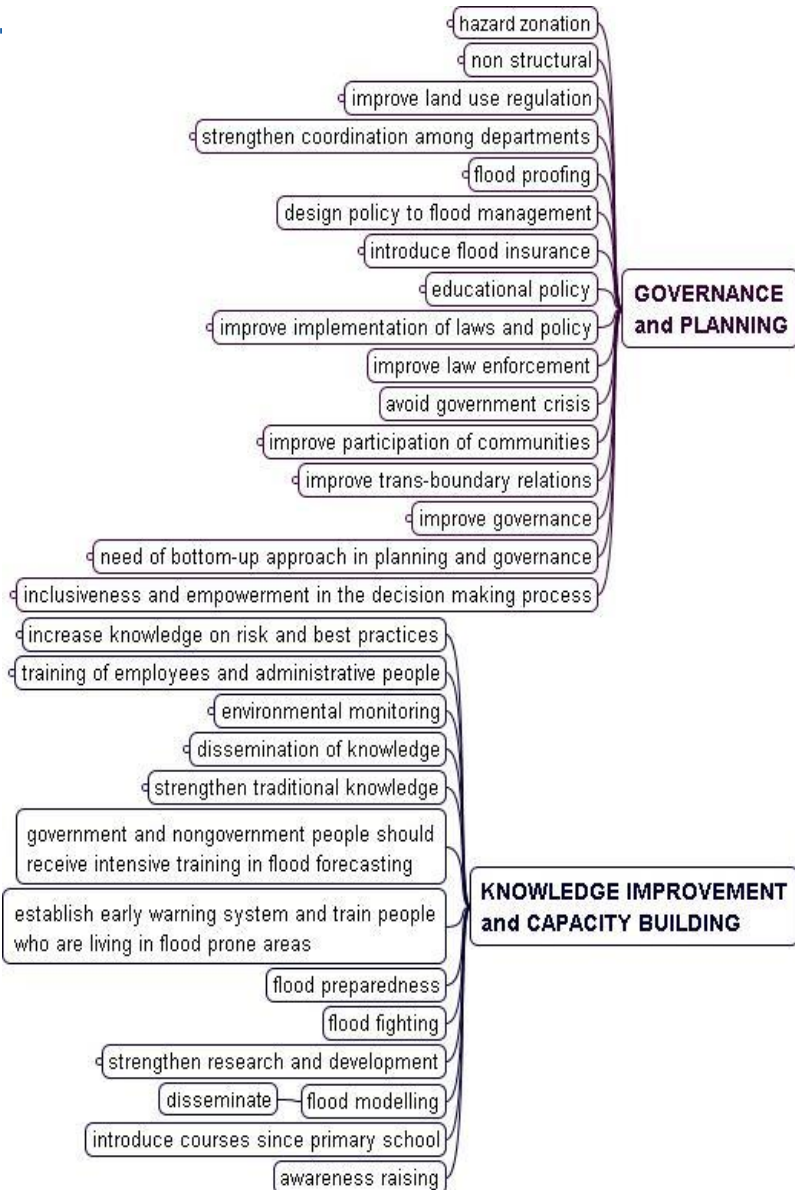 hazard zonation
non structural
improve land use regulation
strengthen coordination among departments
flood proofing
design policy to flood management
introduce flood insurance
educational policy
improve implementation of laws and policy
improve law enforcement
avoid government crisis
improve participation of communities
improve trans-boundary relations
improve governance
need of bottom-up approach in planning and governance
inclusiveness and empowerment in the decision making process
GOVERNANCE
and PLANNING
increase knowledge on risk and best practices
training of employees and administrative people
environmental monitoring
dissemination of knowledge
strengthen traditional knowledge
government and nongovernment people should
receive intensive training in flood forecasting
establish early warning system and train people
who are living in flood prone areas
flood preparedness
flood fighting
strengthen research and development
disseminate
flood modelling
introduce courses since primary school
awareness raising
KNOWLEDGE IMPROVEMENT
and CAPACITY BUILDING